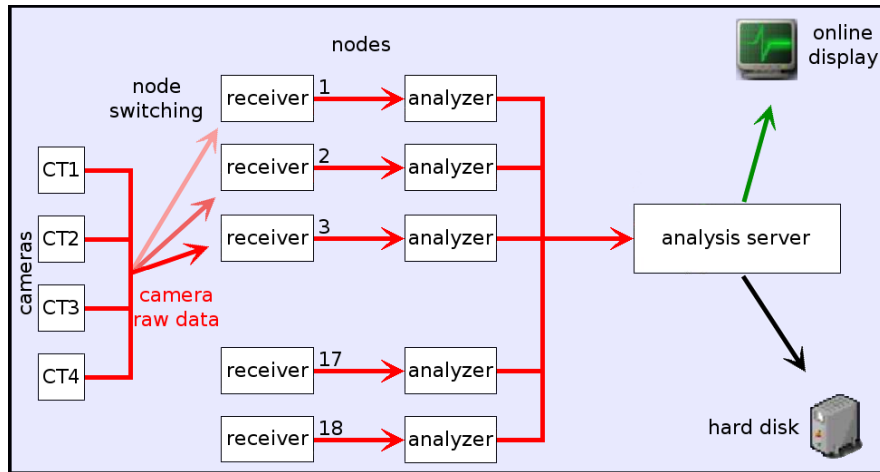 nodes
online
display
node
switching
receiver
1
analyzer
receiver
2
analyzer
receiver
3
analyzer
cameras
CT1
CT2
CT3
CT4
camera
raw data
analysis server
receiver
17
analyzer
receiver
18
analyzer
hard disk